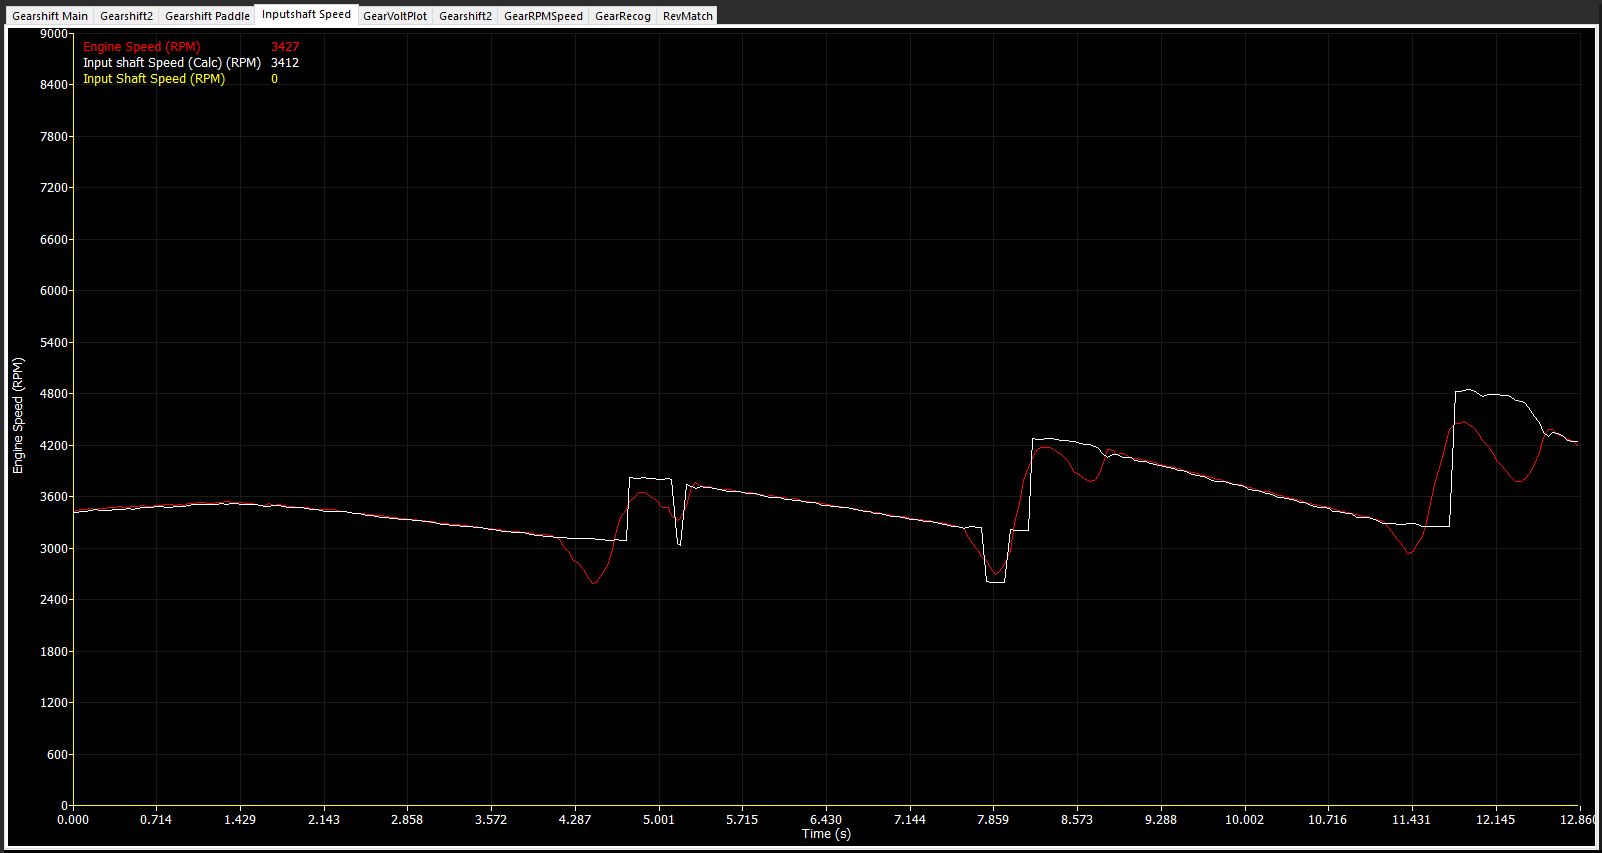 Gearshift Main Gearshift2 Gearshift Paddle Inputshaft Speed GearVoltPlot Gearshift2 GearRPMSpeed GearRecog RevMatch
Engine Speed (RPM) 3427
Input shaft Speed (Calc) (RPM) 3412
Input Shaft Speed (RPM) 0
9000
8400
7800
7200
6600
6000
5400
4800
4200
3600
3000
2400
1800
1200
600
0
Engine Speed (RPM)
0.000 0.714 1.429 2.143 2.858 3.572 4.287 5.001 5.715 6.430 7.144 7.859 8.573 9.288 10.002 10.716 11.431 12.145 12.860
Time (s)